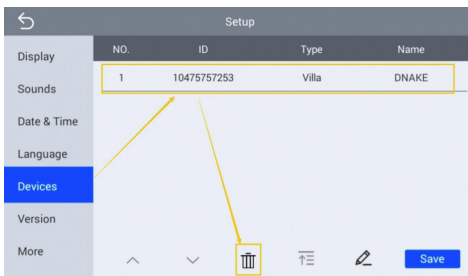 Setup
Display
Sounds
Date & Time
Language
Devices
Version
More
NO. ID Type Name
1 10475757253 Villa DNAKE
Save